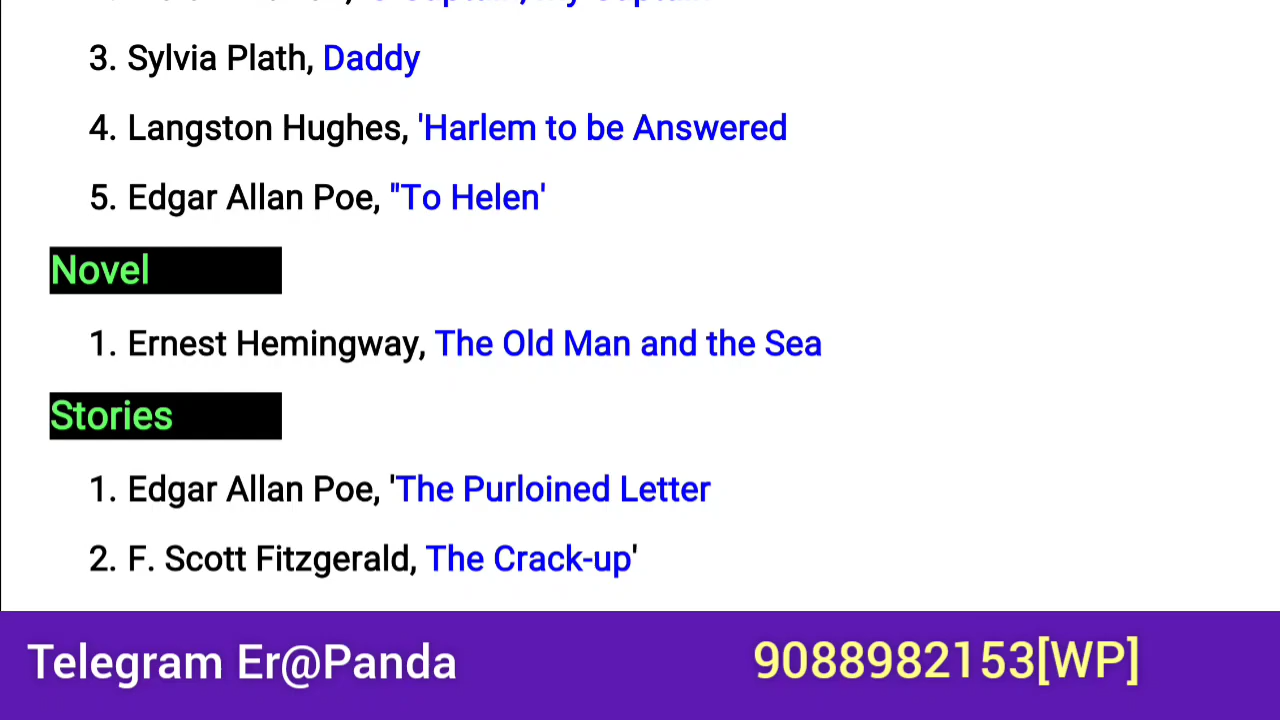 3. Sylvia Plath, Daddy
4. Langston Hughes, 'Harlem to be Answered
5. Edgar Allan Poe, "To Helen'
Novel
1. Ernest Hemingway, The Old Man and the Sea
Stories
1. Edgar Allan Poe, 'The Purloined Letter
2. F. Scott Fitzgerald, The Crack-up'
Telegram Er@Panda 9088982153[WP]